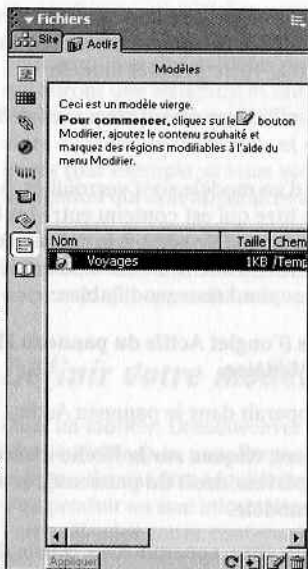 Fichiers
Site Actifs
Modèles
Ceci est un modèle vierge.
Pour commencer, cliquez sur le bouton
Modifier, ajoutez le contenu souhaité et
marquez des régions modifiables à l'aide du
menu Modifier.
Nom Taille Chem
Voyages 1KB /Temp
Appliquer